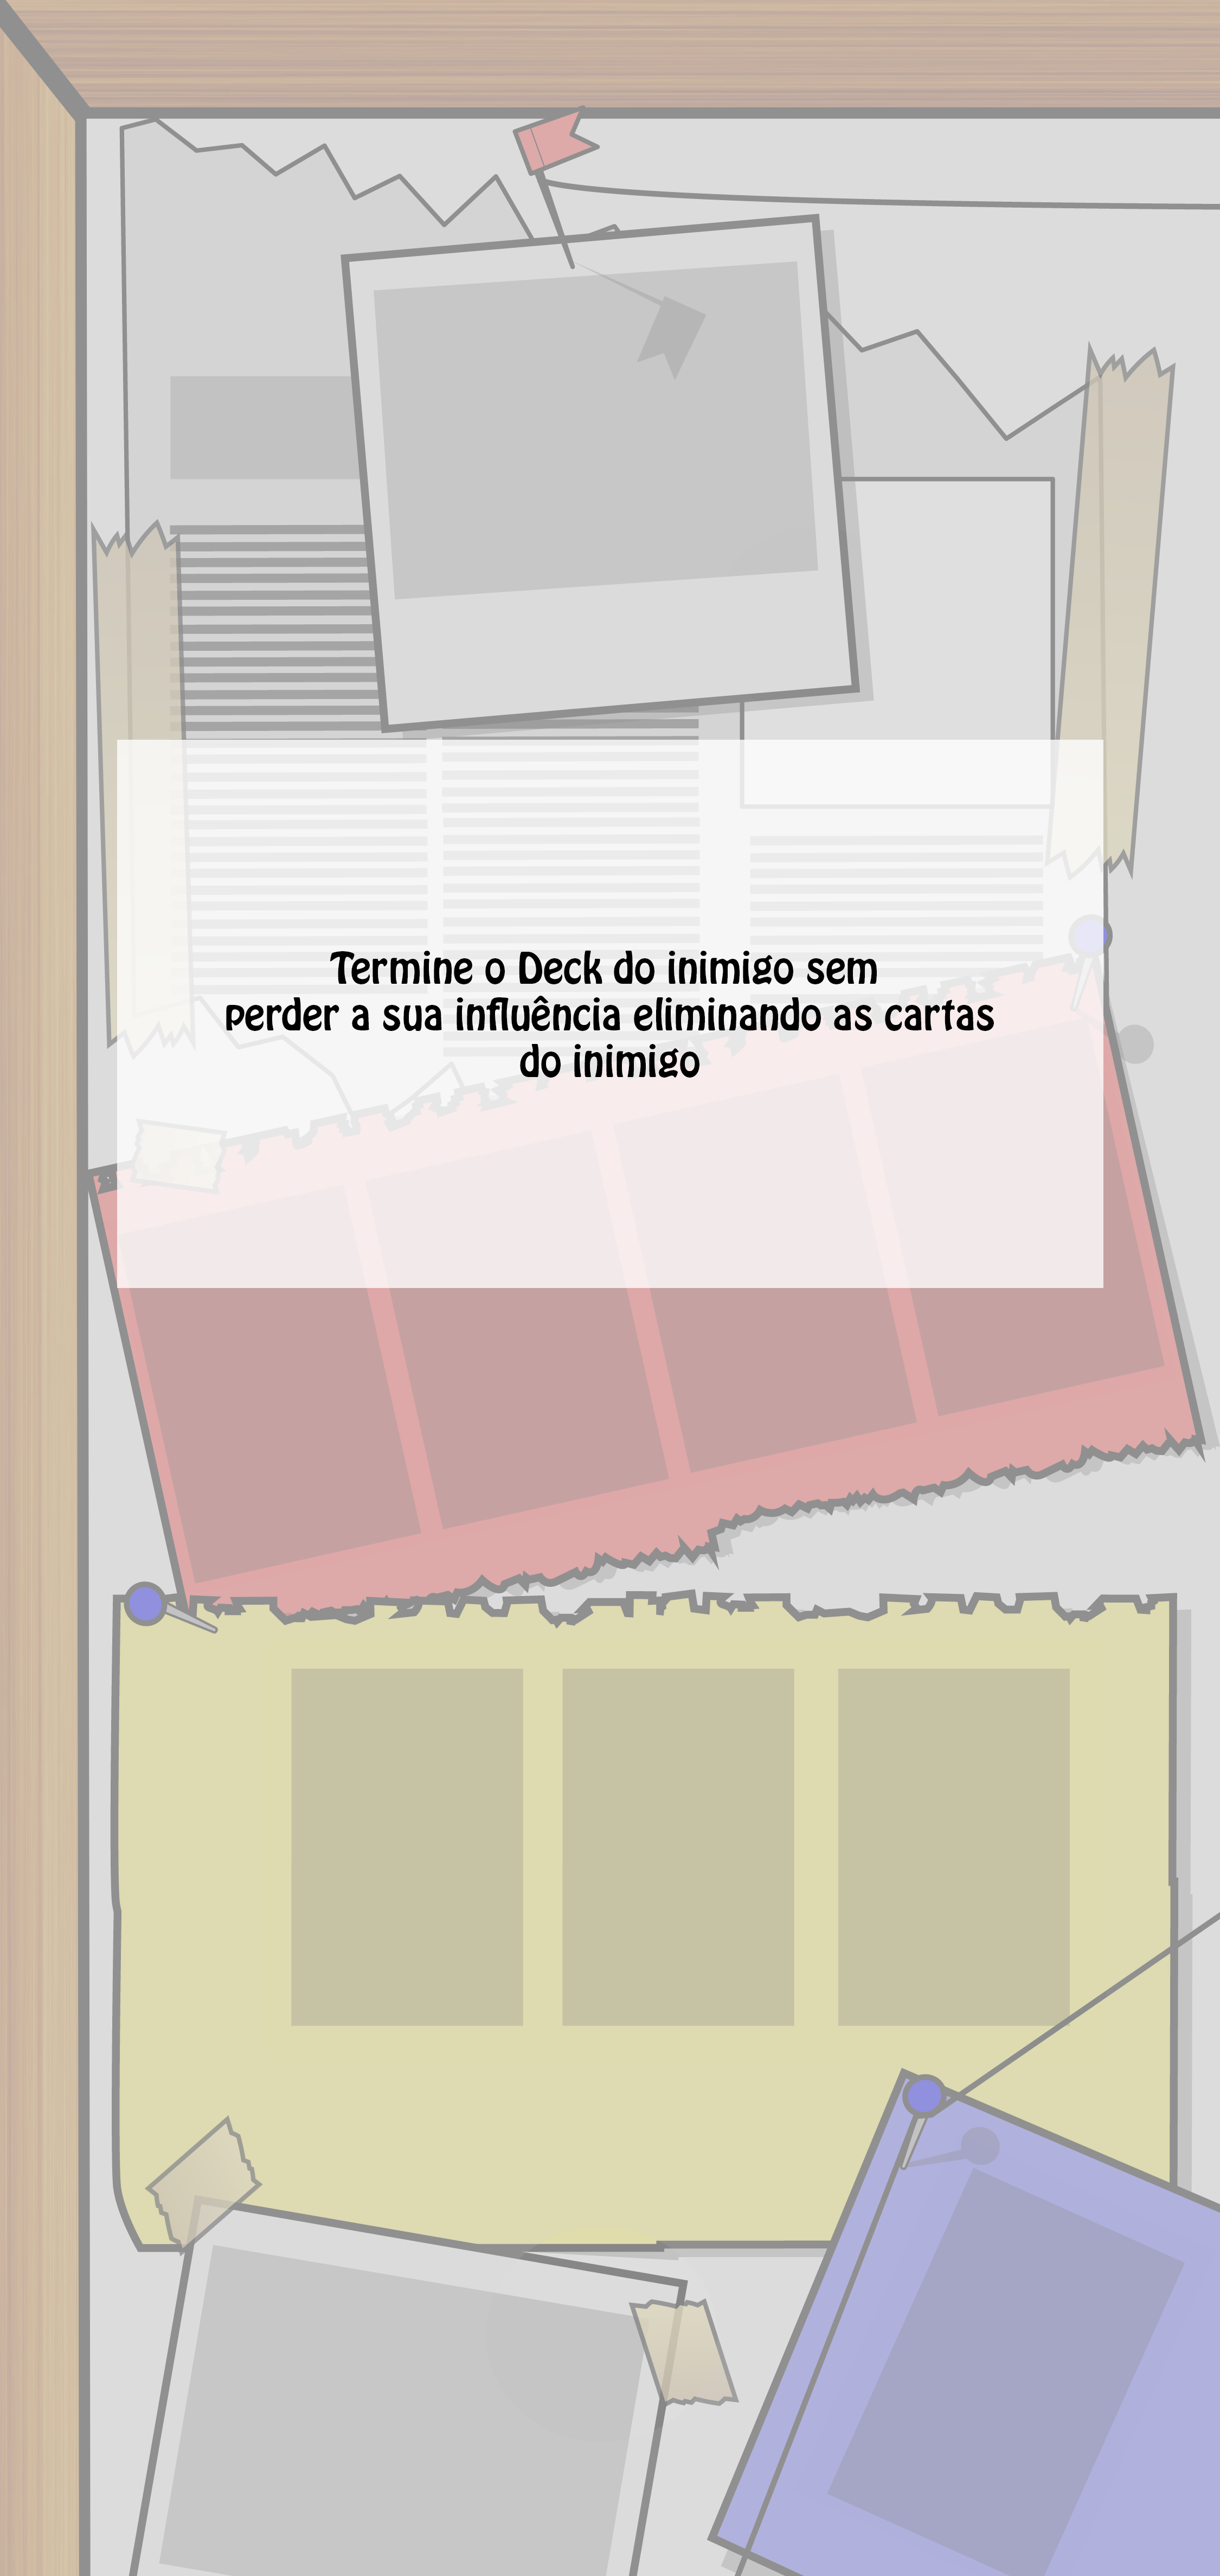 Termine o Deck do inimigo sem
perder a sua influência eliminando as cartas
do inimigo